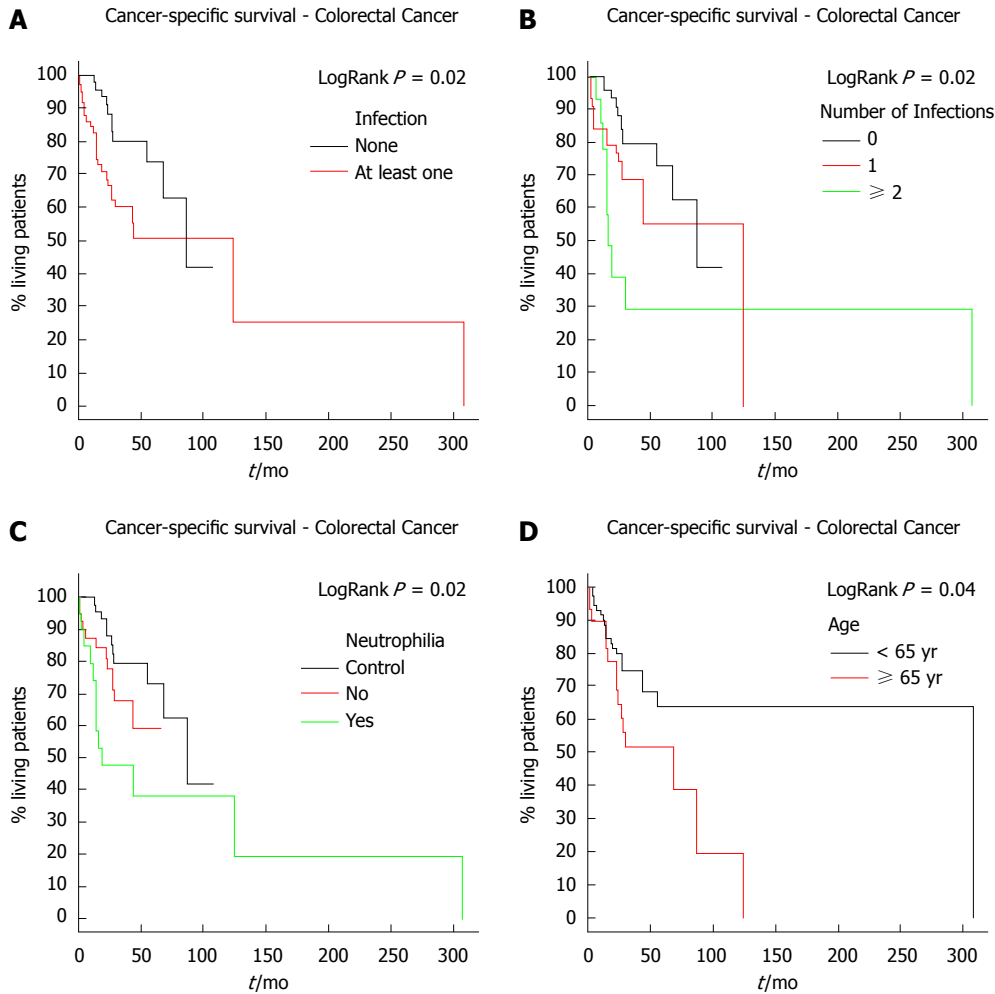 A
Cancer-specific survival - Colorectal Cancer
LogRank P = 0.02
Infection
None
At least one
% living patients
100
90
80
70
60
50
40
30
20
10
0
0 50 100 150 200 250 300
t/mo
B
Cancer-specific survival - Colorectal Cancer
LogRank P = 0.02
Number of Infections
0
1
⩾ 2
% living patients
100
90
80
70
60
50
40
30
20
10
0
0 50 100 150 200 250 300
t/mo
C
Cancer-specific survival - Colorectal Cancer
LogRank P = 0.02
Neutrophilia
Control
No
Yes
% living patients
100
90
80
70
60
50
40
30
20
10
0
0 50 100 150 200 250 300
t/mo
D
Cancer-specific survival - Colorectal Cancer
LogRank P = 0.04
Age
< 65 yr
⩾ 65 yr
% living patients
100
90
80
70
60
50
40
30
20
10
0
0 50 100 150 200 250 300
t/mo